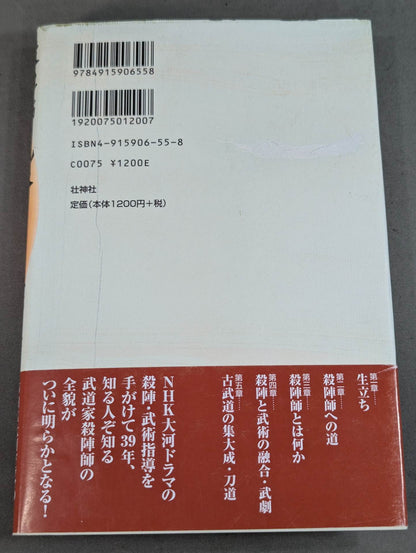 9784915906558
1920075012007
ISBN4-915906-55-8
C0075 ¥1200E
壮神社
定価(本体1200円+税)
第一章……
生立ち
第二章……
殺陣師への道
第三章……
殺陣師とは何か
第四章……
殺陣と武術の融合・武劇
第五章……
古武道の集大成・刀道
NHK大河ドラマの
殺陣・武術指導を
手がけて39年、
知る人ぞ知る
武道家殺陣師の
全貌が
ついに明らかとなる!